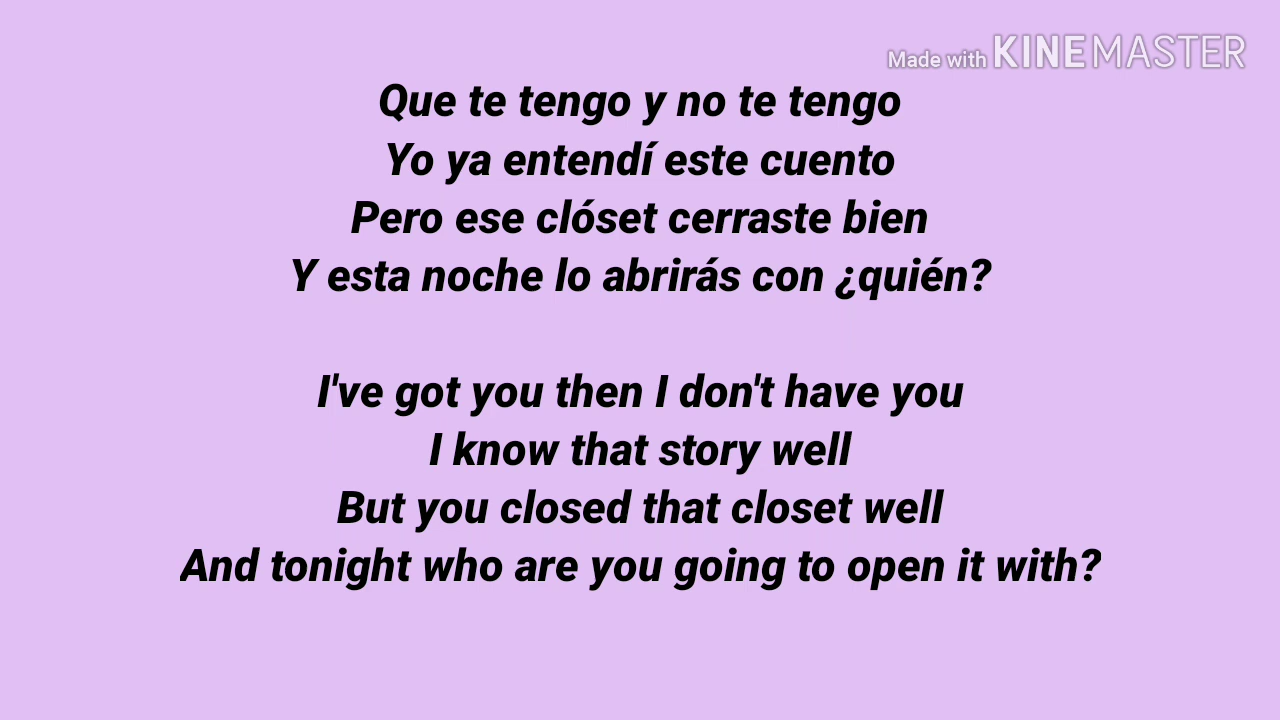 Made with KINEMASTER
Que te tengo y no te tengo
Yo ya entendí este cuento
Pero ese clóset cerraste bien
Y esta noche lo abrirás con ¿quién?
I've got you then I don't have you
I know that story well
But you closed that closet well
And tonight who are you going to open it with?